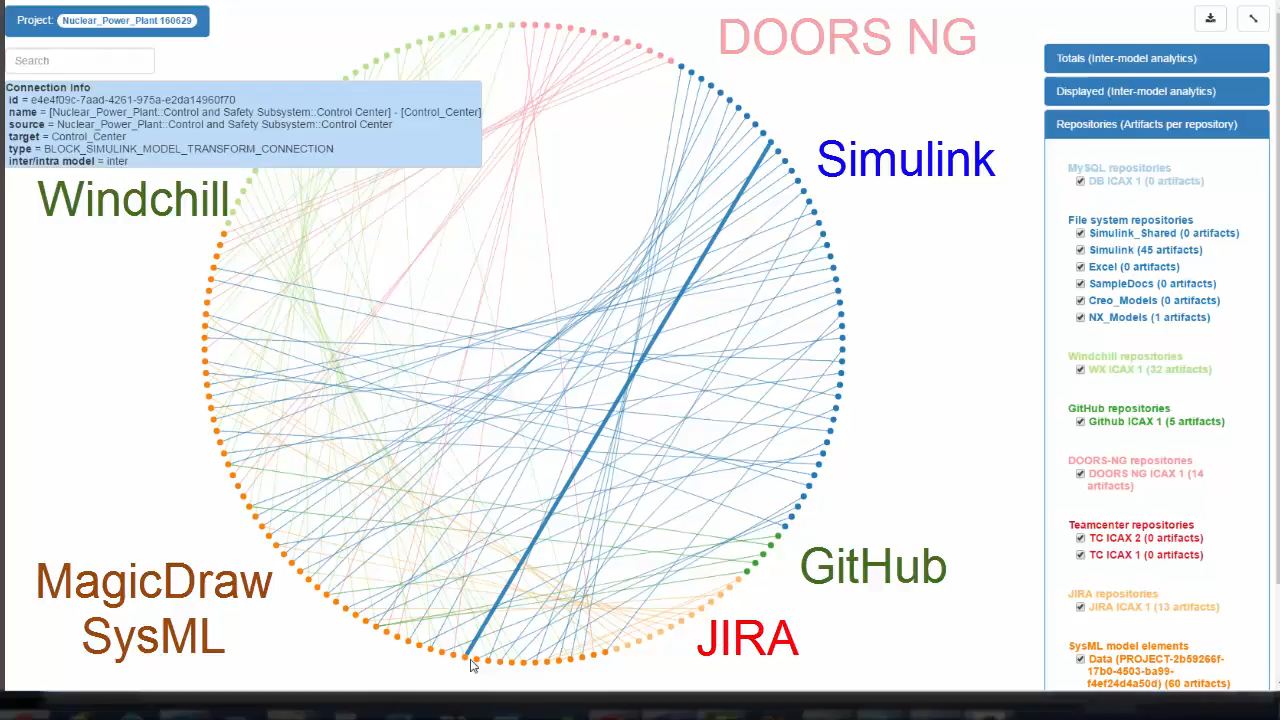 Project: Nuclear_Power_Plant 160629
Search
Connection Info
id = e4e4f09c-7aad-4261-975a-e2da14960f70
name = [Nuclear_Power_Plant::Control and Safety Subsystem::Control Center] - [Control_Center]
source = Nuclear_Power_Plant::Control and Safety Subsystem::Control Center
target = Control_Center
type = BLOCK_SIMULINK_MODEL_TRANSFORM_CONNECTION
inter/intra model = inter
DOORS NG
Simulink
Windchill
GitHub
MagicDraw
SysML
JIRA
Totals (Inter-model analytics)
Displayed (Inter-model analytics)
Repositories (Artifacts per repository)
MySQL repositories
DB ICAX 1 (0 artifacts)
File system repositories
Simulink_Shared (0 artifacts)
Simulink (45 artifacts)
Excel (0 artifacts)
SampleDocs (0 artifacts)
Creo_Models (0 artifacts)
NX_Models (1 artifacts)
Windchill repositories
WX ICAX 1 (32 artifacts)
GitHub repositories
Github ICAX 1 (5 artifacts)
DOORS-NG repositories
DOORS NG ICAX 1 (14
artifacts)
Teamcenter repositories
TC ICAX 2 (0 artifacts)
TC ICAX 1 (0 artifacts)
JIRA repositories
JIRA ICAX 1 (13 artifacts)
SysML model elements
Data (PROJECT-2b59266f-
17b0-4503-ba99-
f4ef24d4a50d) (60 artifacts)